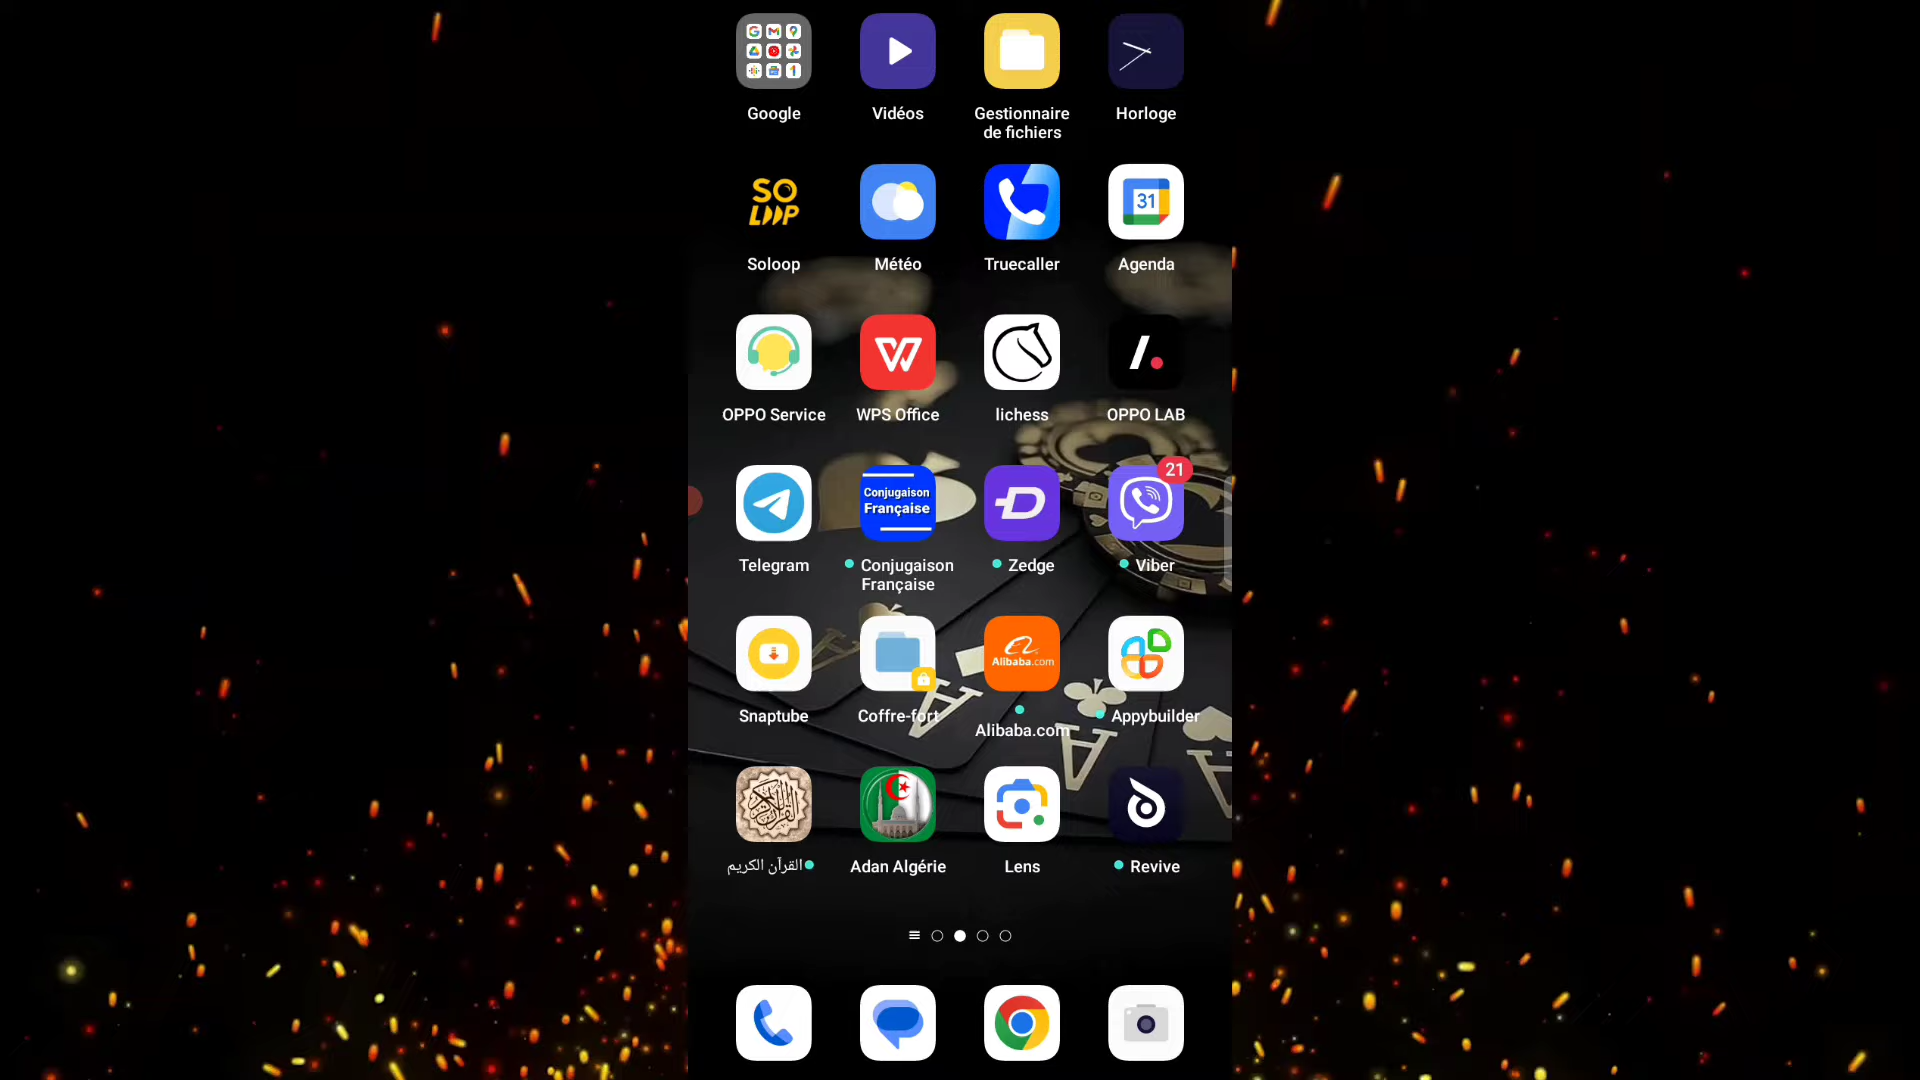 Google
Vidéos
Gestionnaire
de fichiers
Horloge
SO
LOOP
31
Soloop
Météo
Truecaller
Agenda
OPPO Service
WPS Office
lichess
OPPO LAB
Conjugaison
Française
21
Telegram
Conjugaison
Française
Zedge
Viber
Alibaba.com
Snaptube
Coffre-fort
Alibaba.com
Appybuilder
القرآن الكريم
القرآن الكريم
Adan Algérie
Lens
Revive